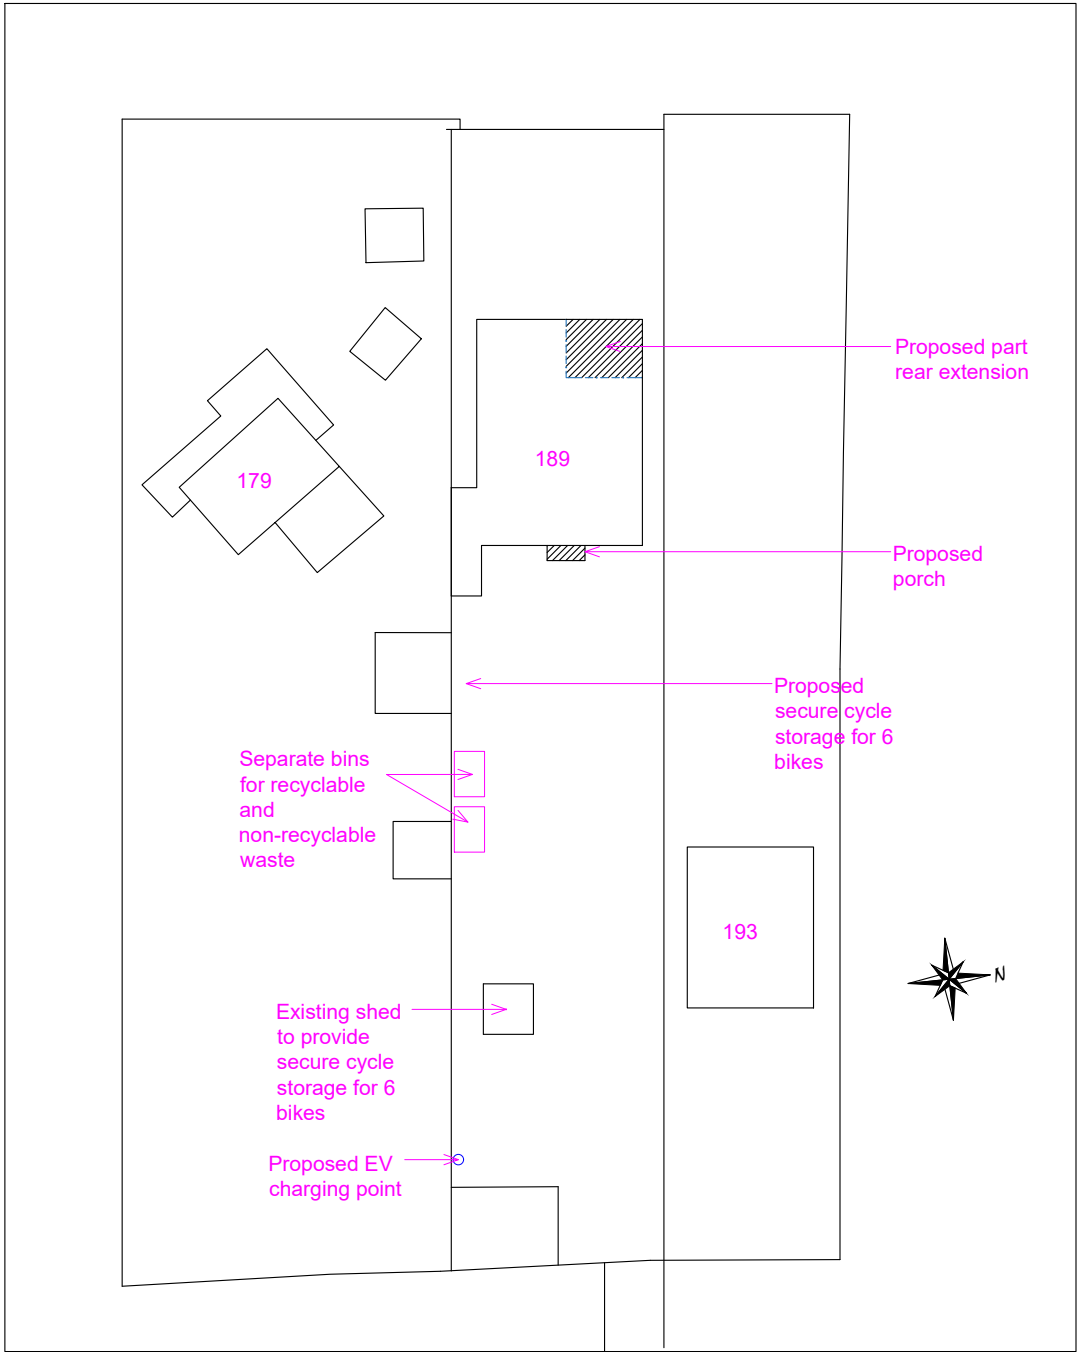 Proposed part
rear extension
189
179
Proposed
porch
Proposed
secure cycle
storage for 6
bikes
Separate bins
for recyclable
and
non-recyclable
waste
193
N
Existing shed
to provide
secure cycle
storage for 6
bikes
Proposed EV
charging point